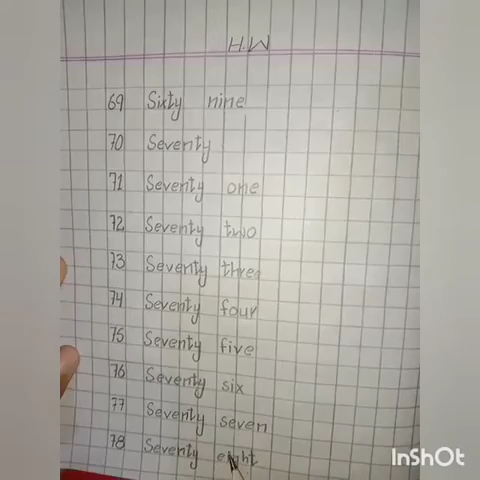 H.W
69 Sixty nine
70 Seventy
71 Seventy one
72 Seventy two
73 Seventy three
74 Seventy four
75 Seventy five
76 Seventy six
77 Seventy seven
78 Seventy eight
InShOt